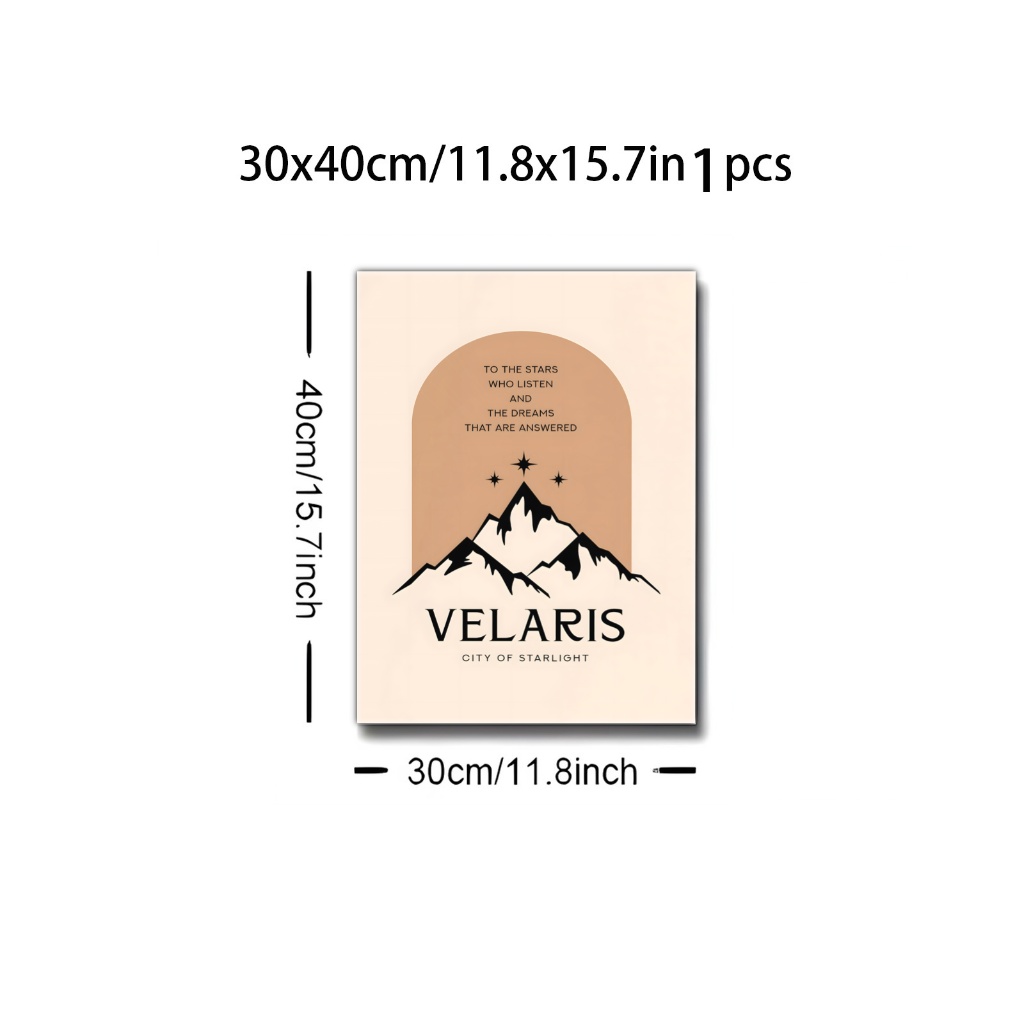 30x40cm/11.8x15.7in 1 pcs
40cm/15.7inch
TO THE STARS
WHO LISTEN
AND
THE DREAMS
THAT ARE ANSWERED
VELARIS
CITY OF STARLIGHT
30cm/11.8inch